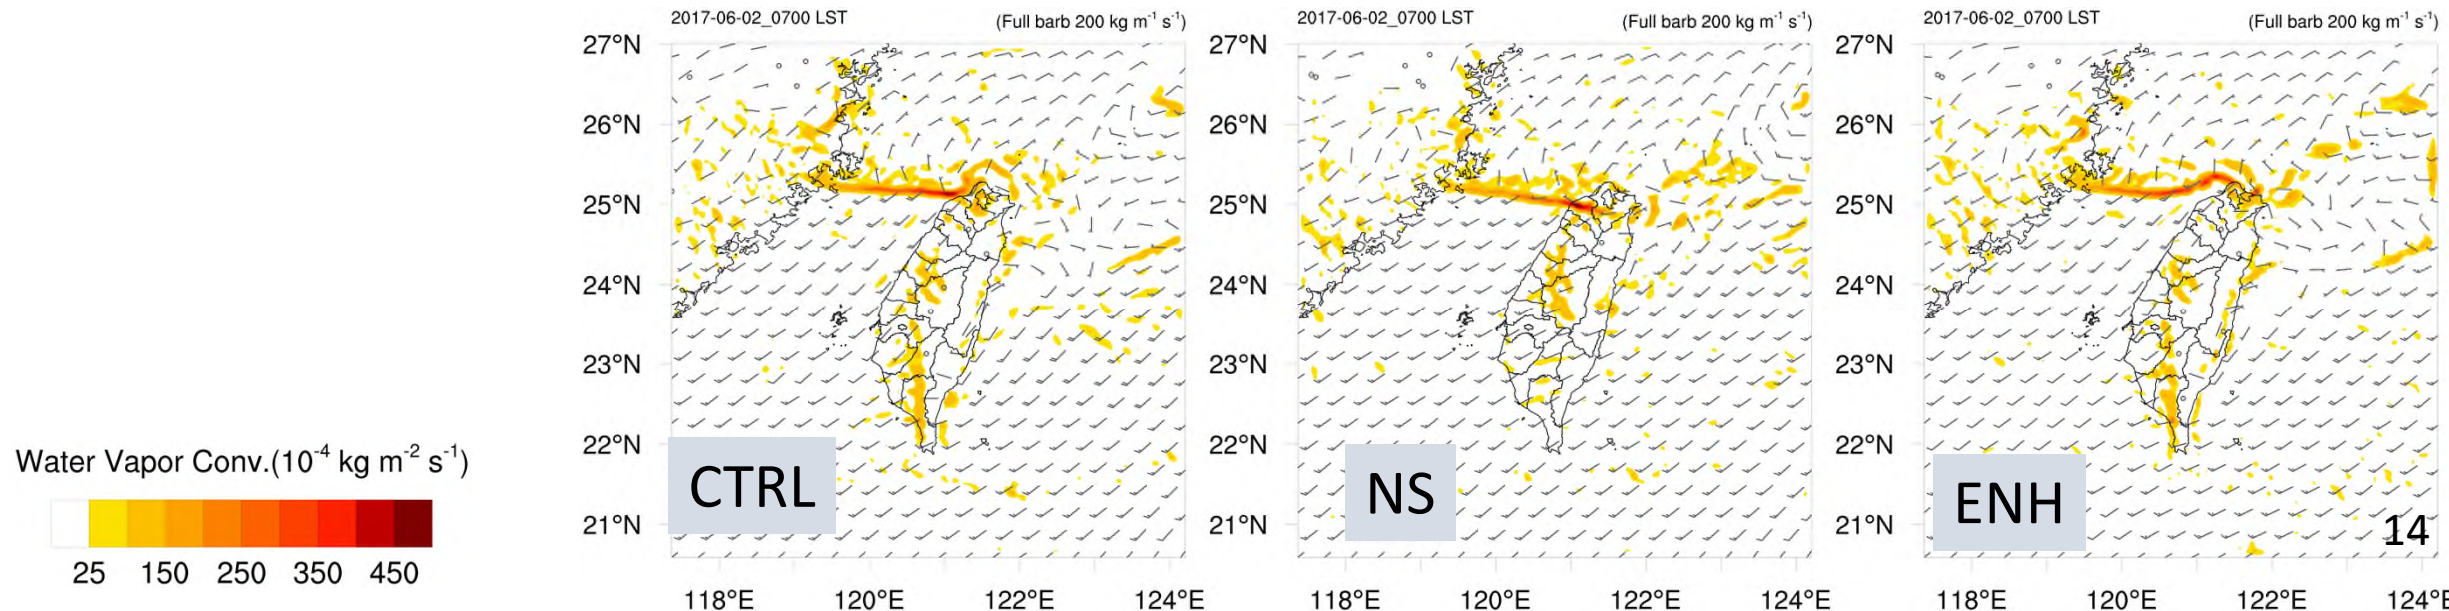 2017-06-02_0700 LST (Full barb 200 kg m⁻¹ s⁻¹)
27°N
26°N
25°N
24°N
23°N
22°N
21°N
118°E 120°E 122°E 124°E
CTRL
2017-06-02_0700 LST (Full barb 200 kg m⁻¹ s⁻¹)
27°N
26°N
25°N
24°N
23°N
22°N
21°N
118°E 120°E 122°E 124°E
NS
2017-06-02_0700 LST (Full barb 200 kg m⁻¹ s⁻¹)
27°N
26°N
25°N
24°N
23°N
22°N
21°N
118°E 120°E 122°E 124°E
ENH
14
Water Vapor Conv.(10⁻⁴ kg m⁻² s⁻¹)
25 150 250 350 450